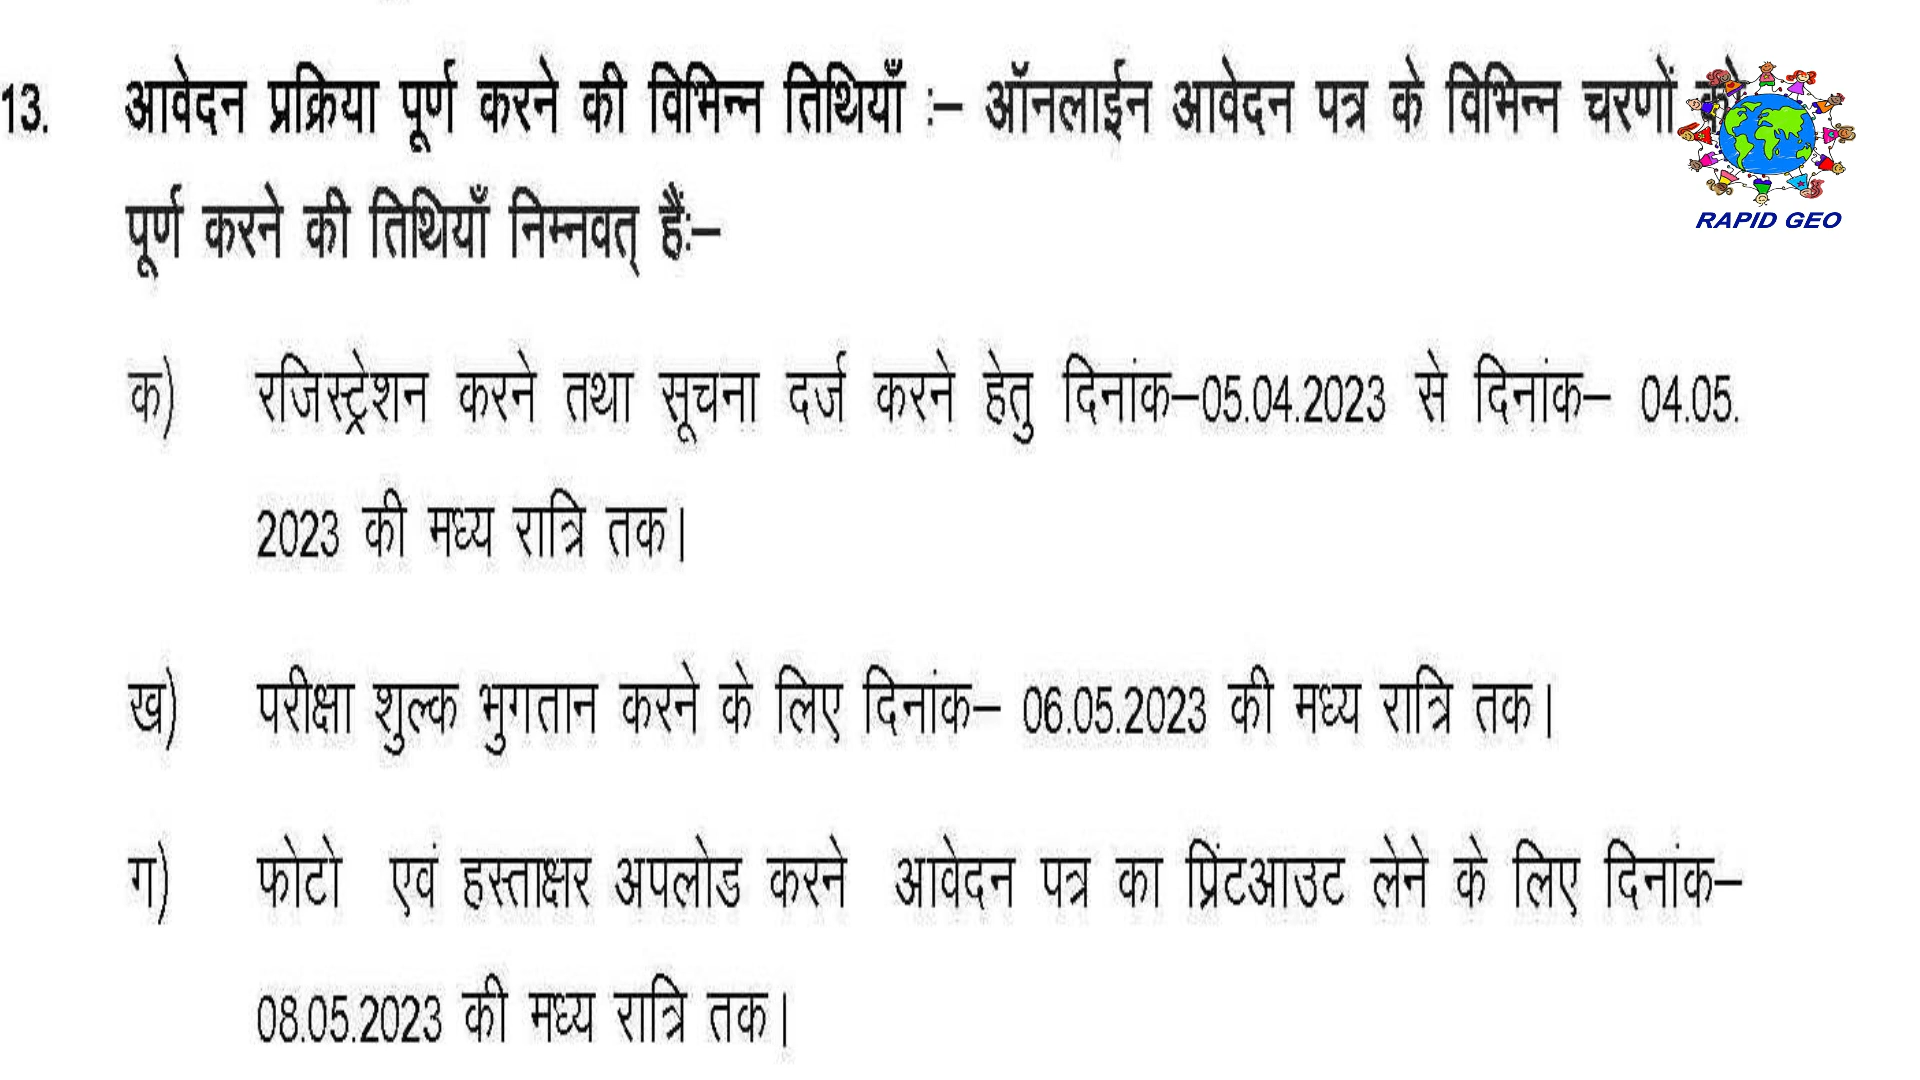 13. आवेदन प्रक्रिया पूर्ण करने की विभिन्न तिथियाँ :– ऑनलाईन आवेदन पत्र के विभिन्न चरणों
पूर्ण करने की तिथियाँ निम्नवत् हैं:–
क) रजिस्ट्रेशन करने तथा सूचना दर्ज करने हेतु दिनांक–05.04.2023 से दिनांक– 04.05.
2023 की मध्य रात्रि तक।
ख) परीक्षा शुल्क भुगतान करने के लिए दिनांक– 06.05.2023 की मध्य रात्रि तक।
ग) फोटो एवं हस्ताक्षर अपलोड करने आवेदन पत्र का प्रिंटआउट लेने के लिए दिनांक–
08.05.2023 की मध्य रात्रि तक।
RAPID GEO